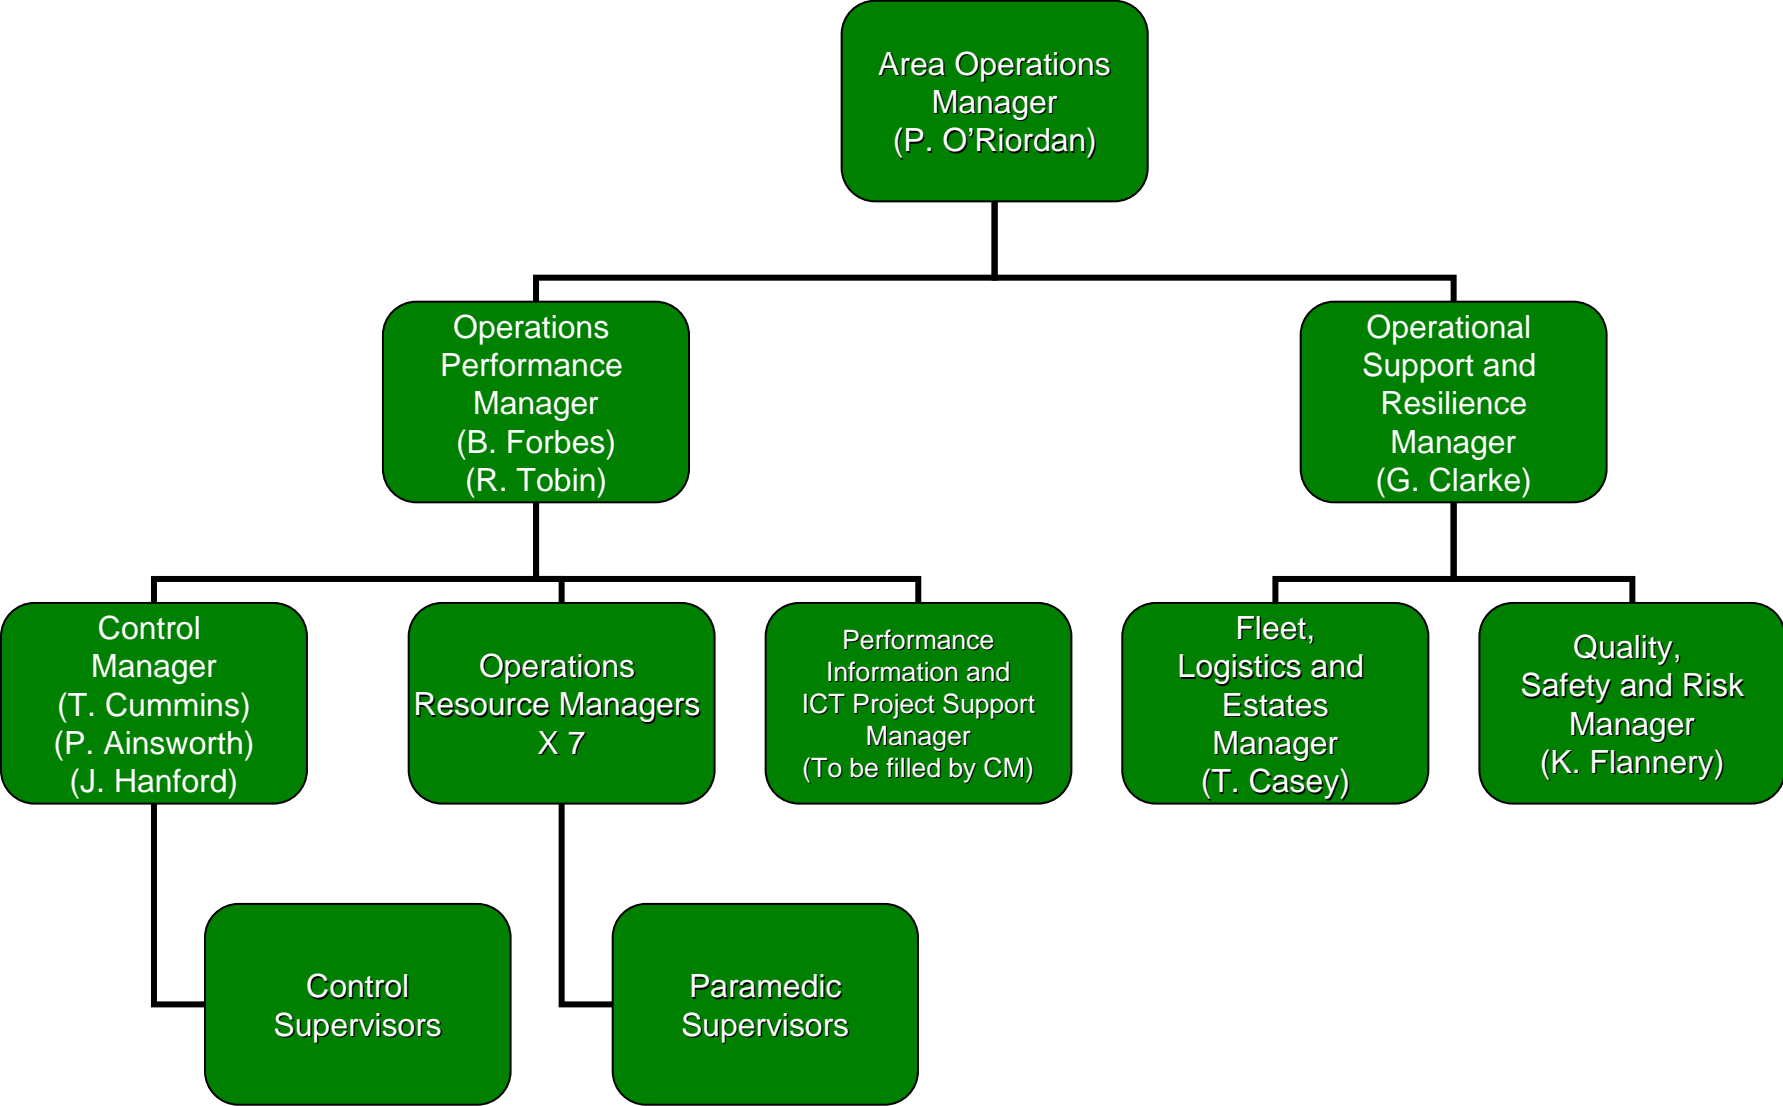 Area Operations
Manager
(P. O’Riordan)
Operations
Performance
Manager
(B. Forbes)
(R. Tobin)
Operational
Support and
Resilience
Manager
(G. Clarke)
Control
Manager
(T. Cummins)
(P. Ainsworth)
(J. Hanford)
Operations
Resource Managers
X 7
Performance
Information and
ICT Project Support
Manager
(To be filled by CM)
Fleet,
Logistics and
Estates
Manager
(T. Casey)
Quality,
Safety and Risk
Manager
(K. Flannery)
Control
Supervisors
Paramedic
Supervisors